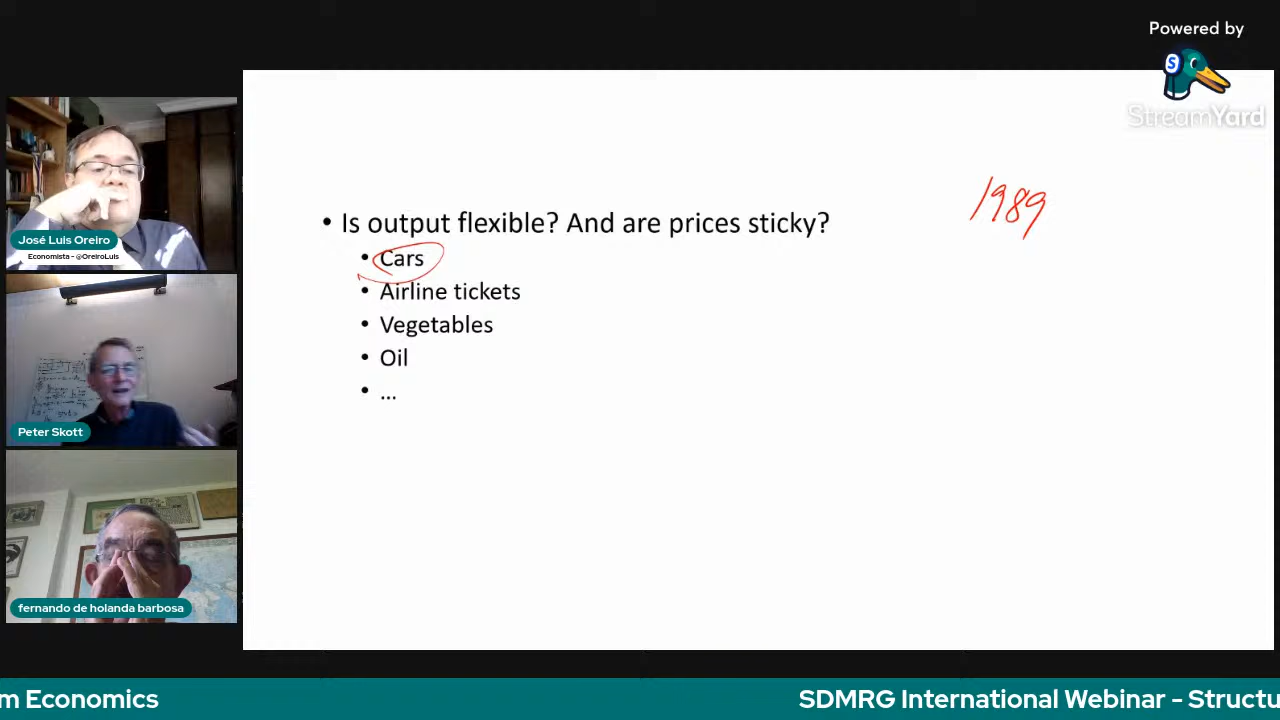 Powered by
S
StreamYard
José Luis Oreiro
Economista - @OreiroLuis
Peter Skott
fernando de holanda barbosa
• Is output flexible? And are prices sticky?
• Cars
• Airline tickets
• Vegetables
• Oil
• ...
1989
m Economics
SDMRG International Webinar - Structu